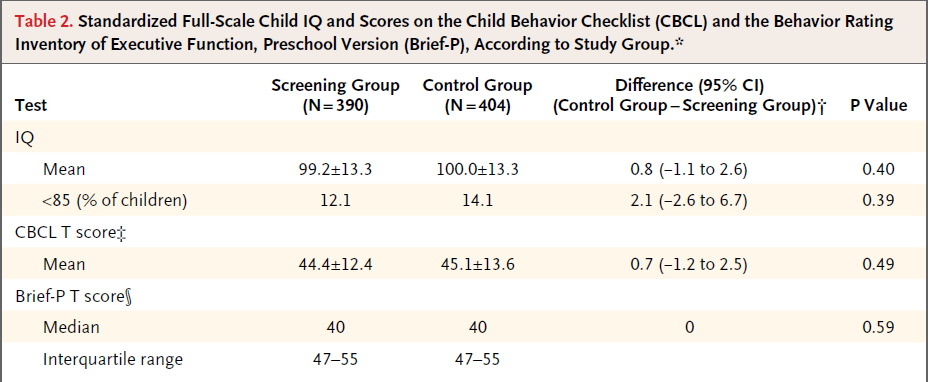 Table 2. Standardized Full-Scale Child IQ and Scores on the Child Behavior Checklist (CBCL) and the Behavior Rating
Inventory of Executive Function, Preschool Version (Brief-P), According to Study Group.*
Test Screening Group (N=390) Control Group (N=404) Difference (95% CI) (Control Group–Screening Group)† P Value
IQ
Mean 99.2±13.3 100.0±13.3 0.8 (–1.1 to 2.6) 0.40
<85 (% of children) 12.1 14.1 2.1 (–2.6 to 6.7) 0.39
CBCL T score‡
Mean 44.4±12.4 45.1±13.6 0.7 (–1.2 to 2.5) 0.49
Brief-P T score§
Median 40 40 0 0.59
Interquartile range 47–55 47–55